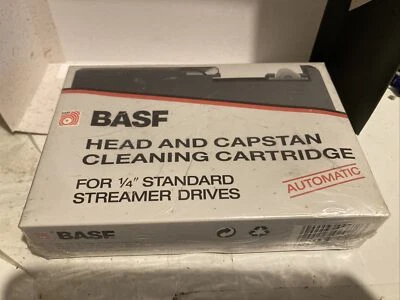 BASF
HEAD AND CAPSTAN
CLEANING CARTRIDGE
FOR ¼" STANDARD
STREAMER DRIVES
AUTOMATIC
BASF